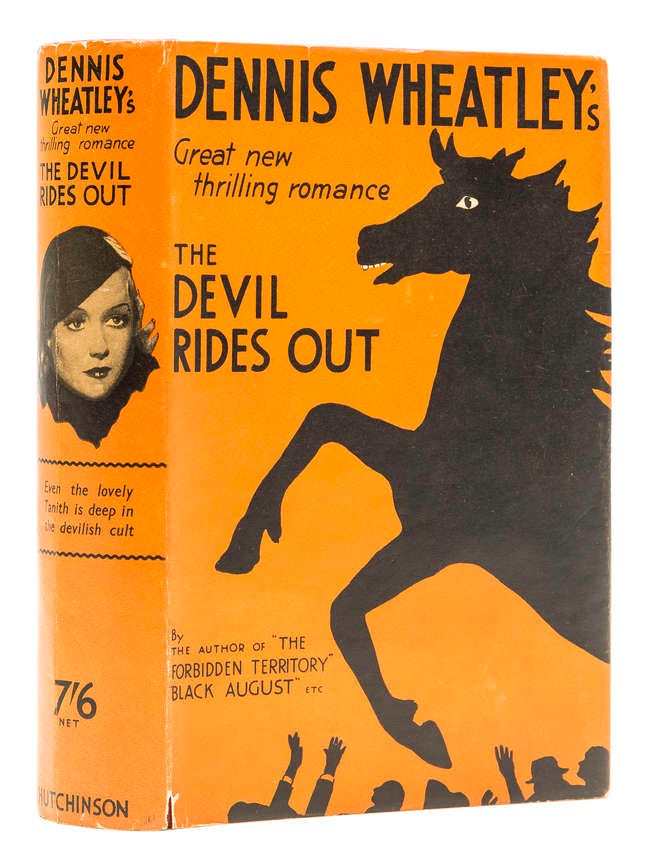 DENNIS
WHEATLEY's
Great new
thrilling romance
THE DEVIL
RIDES OUT
Even the lovely
Tanith is deep in
the devilish cult
7/6
NET
HUTCHINSON
DENNIS WHEATLEY's
Great new
thrilling romance
THE
DEVIL
RIDES OUT
By
THE AUTHOR OF "THE
FORBIDDEN TERRITORY"
"BLACK AUGUST" ETC